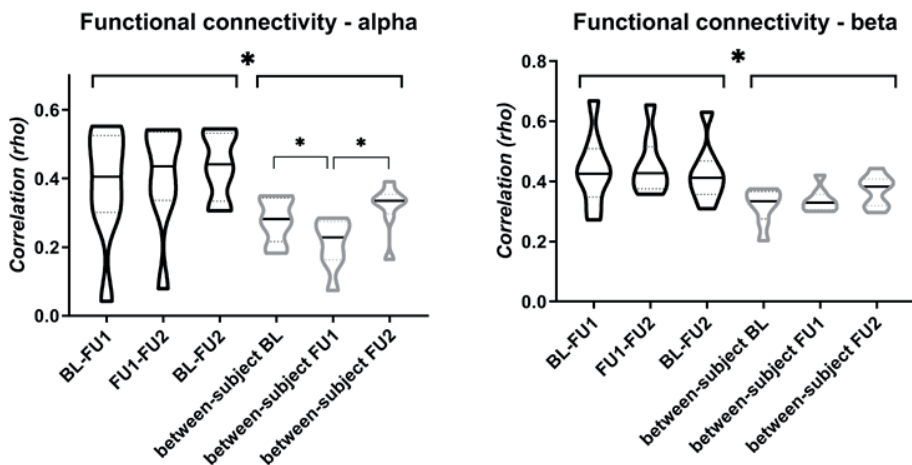 Functional connectivity - alpha
*
Correlation (rho)
0.6
0.4
0.2
0.0
*
*
BL-FU1
FU1-FU2
BL-FU2
between-subject BL
between-subject FU1
between-subject FU2
Functional connectivity - beta
*
Correlation (rho)
0.8
0.6
0.4
0.2
0.0
BL-FU1
FU1-FU2
BL-FU2
between-subject BL
between-subject FU1
between-subject FU2